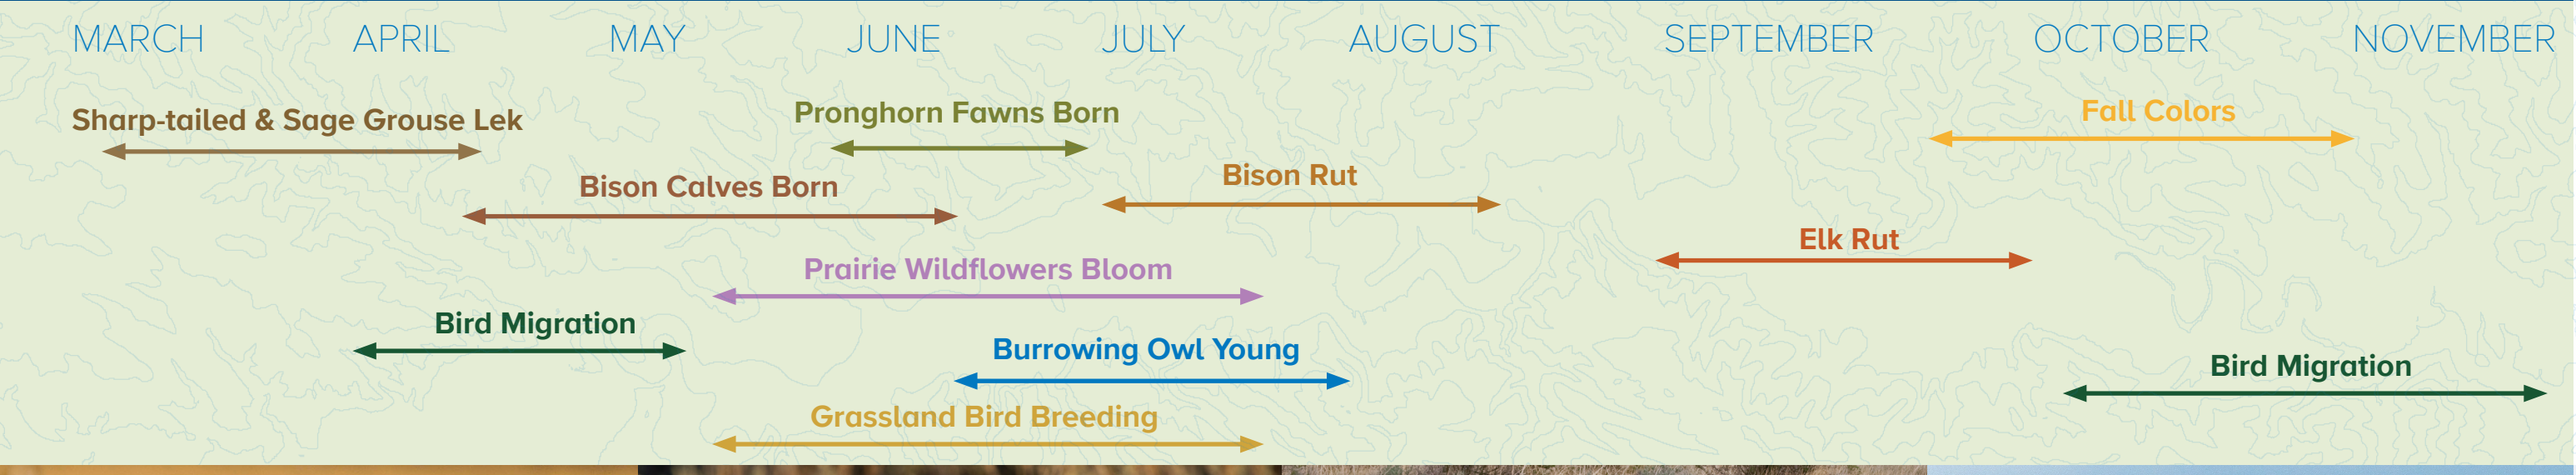 MARCH APRIL MAY JUNE JULY AUGUST SEPTEMBER OCTOBER NOVEMBER
Sharp-tailed & Sage Grouse Lek
Pronghorn Fawns Born
Fall Colors
Bison Calves Born
Bison Rut
Elk Rut
Prairie Wildflowers Bloom
Bird Migration
Burrowing Owl Young
Bird Migration
Grassland Bird Breeding